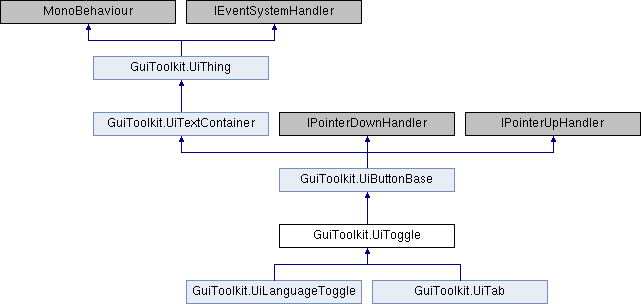 MonoBehaviour
IEventSystemHandler
GuiToolkit.UiThing
GuiToolkit.UiTextContainer
IPointerDownHandler
IPointerUpHandler
GuiToolkit.UiButtonBase
GuiToolkit.UiToggle
GuiToolkit.UiLanguageToggle
GuiToolkit.UiTab